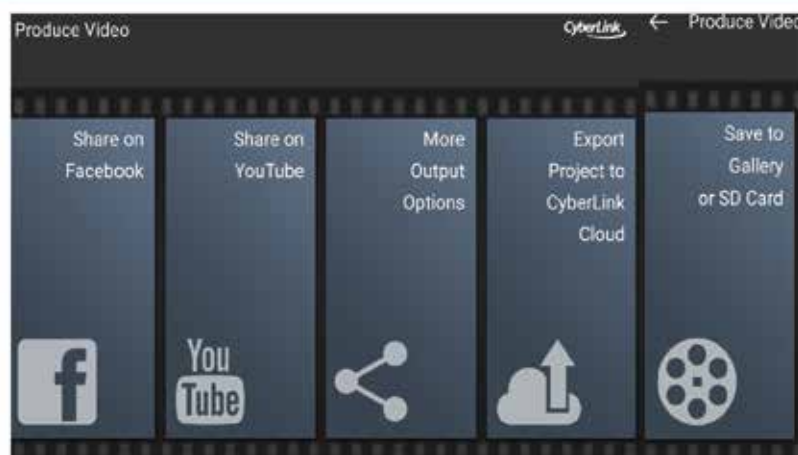 Produce Video
CyberLink
Produce Video
Share on
Facebook
Share on
YouTube
More
Output
Options
Export
Project to
CyberLink
Cloud
Save to
Gallery
or SD Card
f
You
Tube